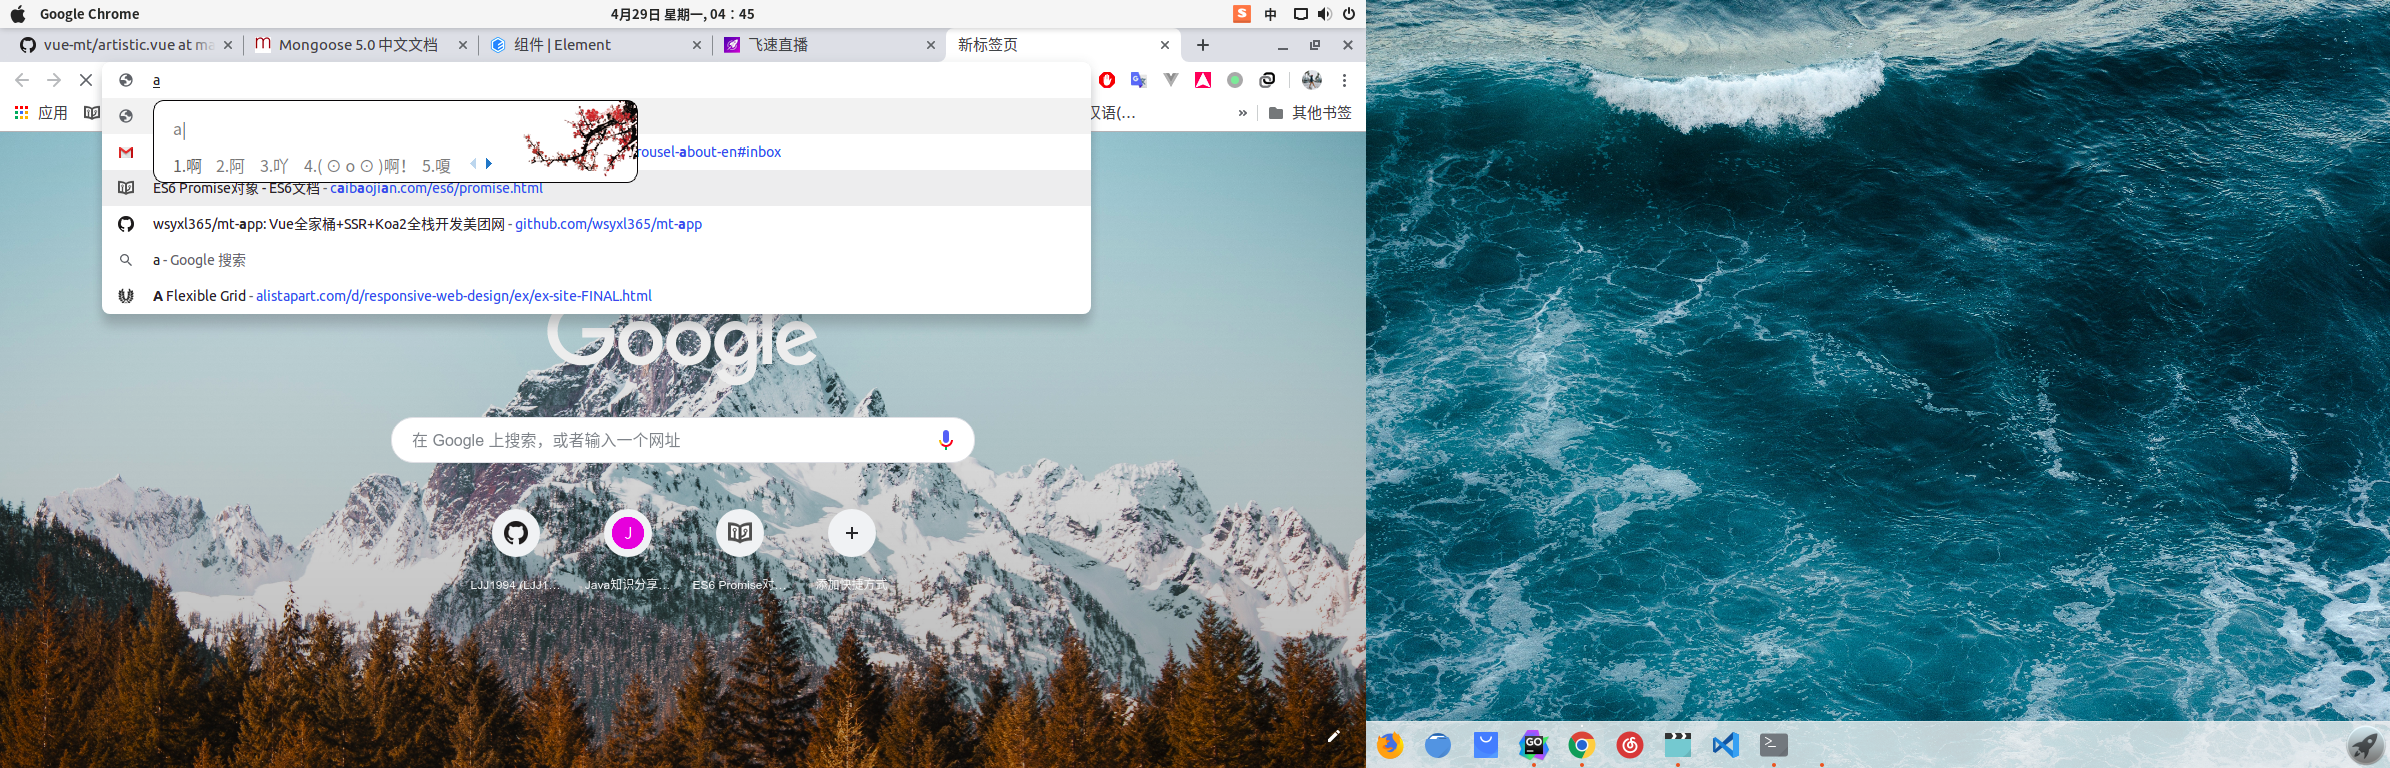 Google Chrome
4月29日 星期一, 04：45
中
vue-mt/artistic.vue at ma
Mongoose 5.0 中文文档
组件 | Element
飞速直播
新标签页
a
应用
汉语(…
»
其他书签
a
1.啊 2.阿 3.吖 4.( ⊙ o ⊙ )啊! 5.嗄
rousel-about-en#inbox
ES6 Promise对象 - ES6文档 - caibaojian.com/es6/promise.html
wsyxl365/mt-app: Vue全家桶+SSR+Koa2全栈开发美团网 - github.com/wsyxl365/mt-app
a - Google 搜索
A Flexible Grid - alistapart.com/d/responsive-web-design/ex/ex-site-FINAL.html
Google
在 Google 上搜索，或者输入一个网址
J
LJJ1994 (LJJ1…
Java知识分享…
ES6 Promise对…
添加快捷方式
GO